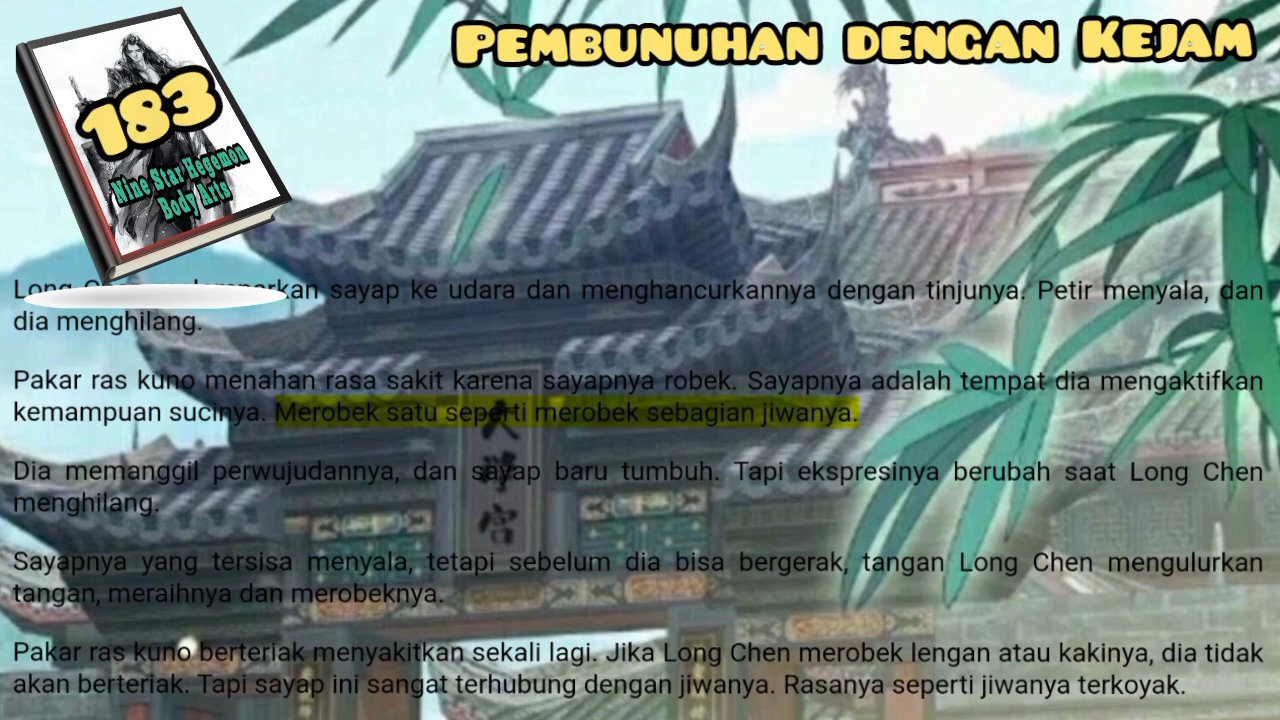 PEMBUNUHAN DENGAN KEJAM
183
Nine Star Hegemon
Body Arts
Long ke udara dan menghancurkannya dengan tinjunya. Petir menyala, dan
dia menghilang.
Pakar ras kuno menahan rasa sakit karena sayapnya robek. Sayapnya adalah tempat dia mengaktifkan
kemampuan sucinya. Merobek satu seperti merobek sebagian jiwanya.
Dia memanggil perwujudannya, dan sayap baru tumbuh. Tapi ekspresinya berubah saat Long Chen
menghilang.
Sayapnya yang tersisa menyala, tetapi sebelum dia bisa bergerak, tangan Long Chen mengulurkan
tangan, meraihnya dan merobeknya.
Pakar ras kuno berteriak menyakitkan sekali lagi. Jika Long Chen merobek lengan atau kakinya, dia tidak
akan berteriak. Tapi sayap ini sangat terhubung dengan jiwanya. Rasanya seperti jiwanya terkoyak.